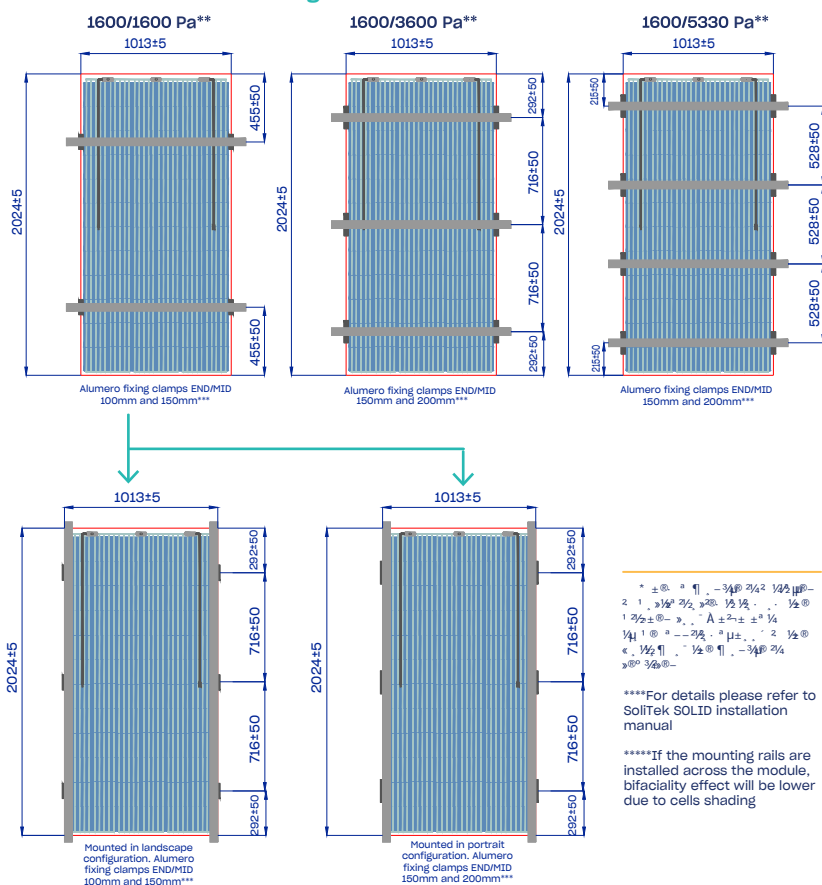 1600/1600 Pa**
1600/3600 Pa**
1600/5330 Pa**
1013±5
1013±5
1013±5
2024±5
455±50
455±50
2024±5
292±50
716±50
716±50
292±50
2024±5
215±50
528±50
528±50
528±50
215±50
Alumero fixing clamps END/MID
100mm and 150mm***
Alumero fixing clamps END/MID
150mm and 200mm***
Alumero fixing clamps END/MID
150mm and 200mm***
1013±5
1013±5
2024±5
292±50
716±50
716±50
292±50
2024±5
292±50
716±50
716±50
292±50
Mounted in landscape
configuration. Alumero
fixing clamps END/MID
100mm and 150mm***
Mounted in portrait
configuration. Alumero
fixing clamps END/MID
150mm and 200mm***
****For details please refer to
SoliTek SOLID installation
manual
*****If the mounting rails are
installed across the module,
bifaciality effect will be lower
due to cells shading